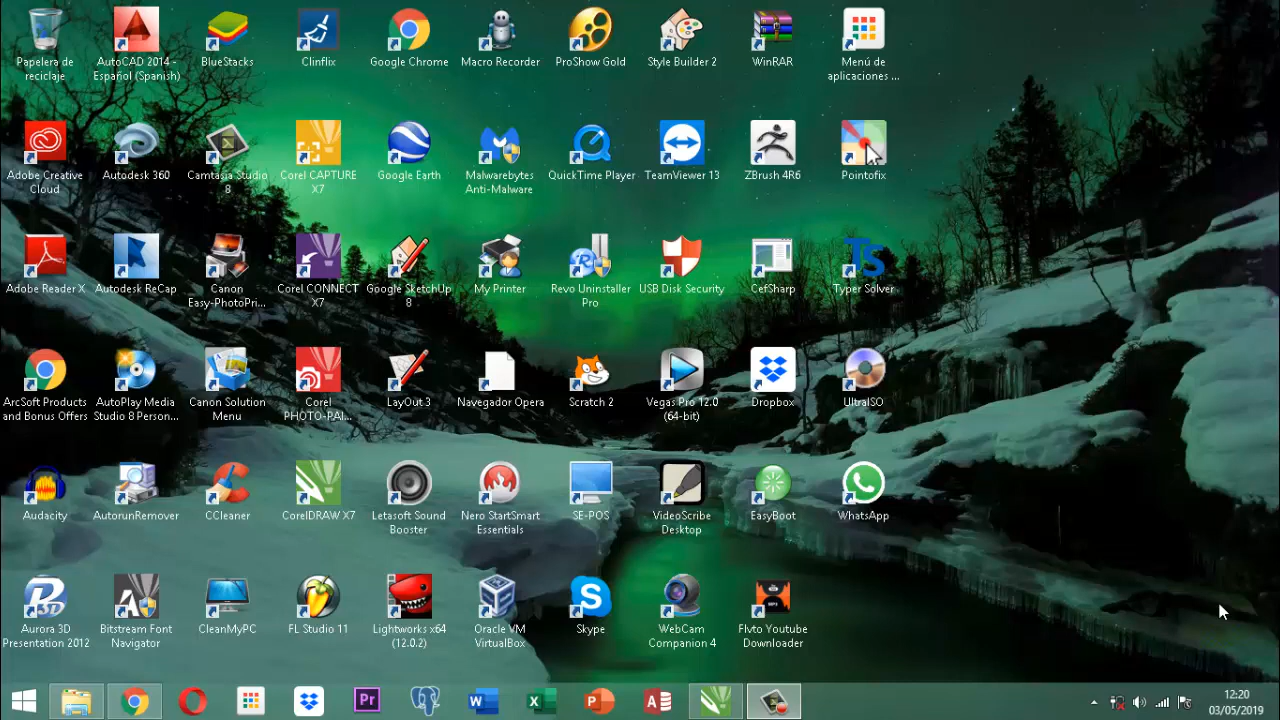 Papelera de
reciclaje
AutoCAD 2014 -
Español (Spanish)
BlueStacks
Clinflix
Google Chrome
Macro Recorder
ProShow Gold
Style Builder 2
WinRAR
Menú de
aplicaciones ...
Adobe Creative
Cloud
Autodesk 360
Camtasia Studio
8
Corel CAPTURE
X7
Google Earth
Malwarebytes
Anti-Malware
QuickTime Player
TeamViewer 13
ZBrush 4R6
Pointofix
Adobe Reader X
Autodesk ReCap
Canon
Easy-PhotoPri...
Corel CONNECT
X7
Google SketchUp
8
My Printer
Revo Uninstaller
Pro
USB Disk Security
CefSharp
TS
Typer Solver
ArcSoft Products
and Bonus Offers
AutoPlay Media
Studio 8 Person...
Canon Solution
Menu
Corel
PHOTO-PAI...
LayOut 3
Navegador Opera
Scratch 2
Vegas Pro 12.0
(64-bit)
Dropbox
UltraISO
Audacity
AutorunRemover
CCleaner
CorelDRAW X7
Letasoft Sound
Booster
Nero StartSmart
Essentials
SE-POS
VideoScribe
Desktop
EasyBoot
WhatsApp
Aurora 3D
Presentation 2012
Bitstream Font
Navigator
CleanMyPC
FL Studio 11
Lightworks x64
(12.0.2)
Oracle VM
VirtualBox
Skype
WebCam
Companion 4
Flvto Youtube
Downloader
Pr
W
X
P
A
12:20
03/05/2019